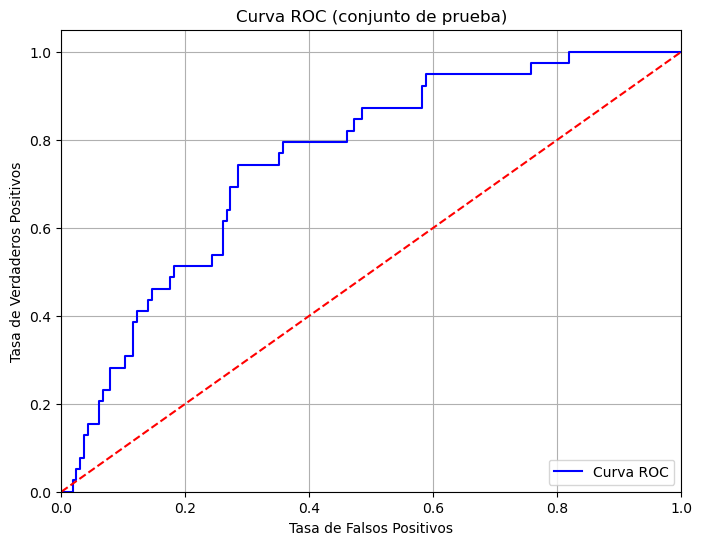 Curva ROC (conjunto de prueba)
Tasa de Verdaderos Positivos
1.0
0.8
0.6
0.4
0.2
0.0
0.0 0.2 0.4 0.6 0.8 1.0
Curva ROC
Tasa de Falsos Positivos